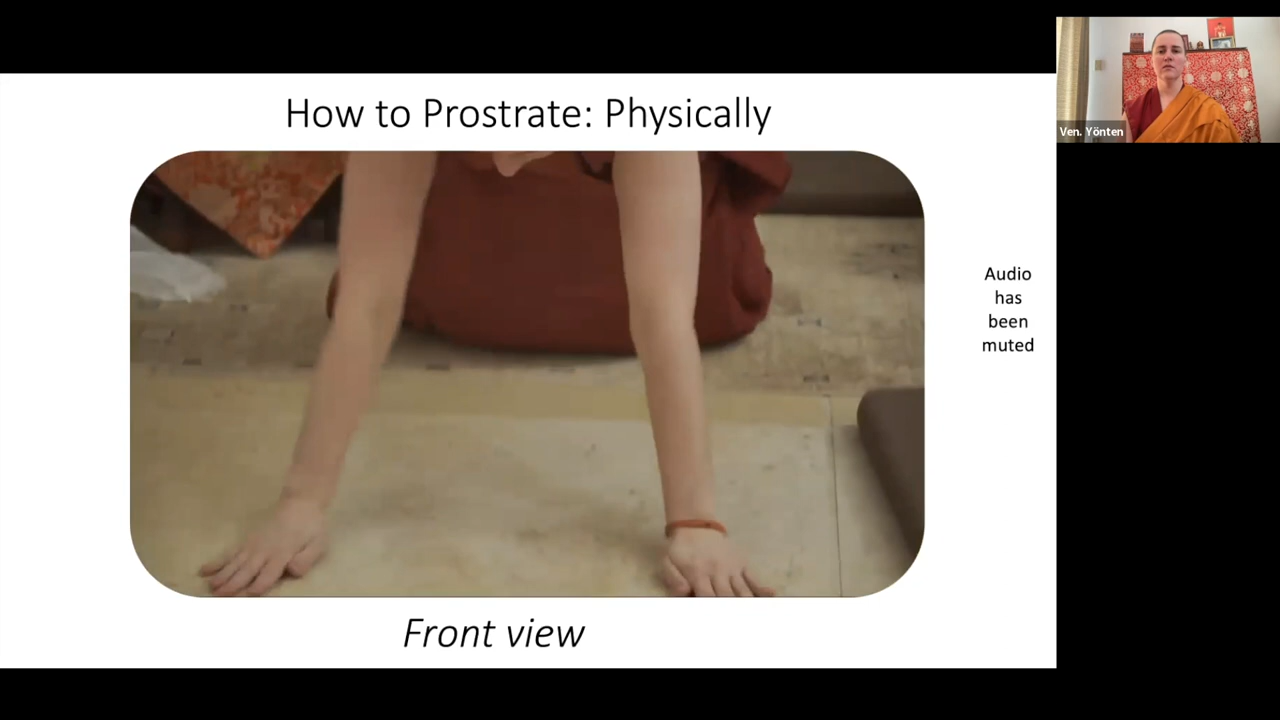 How to Prostrate: Physically
Ven. Yönten
Audio
has
been
muted
Front view